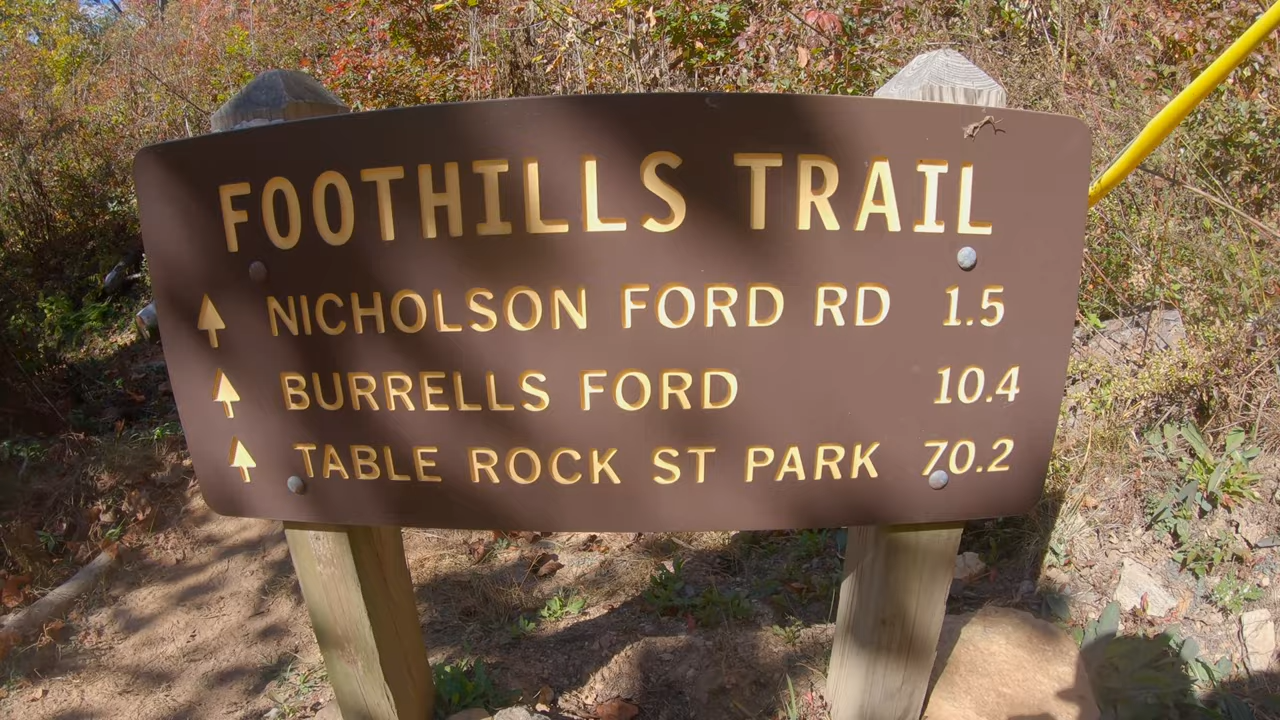 FOOTHILLS TRAIL
NICHOLSON FORD RD 1.5
BURRELLS FORD 10.4
TABLE ROCK ST PARK 70.2